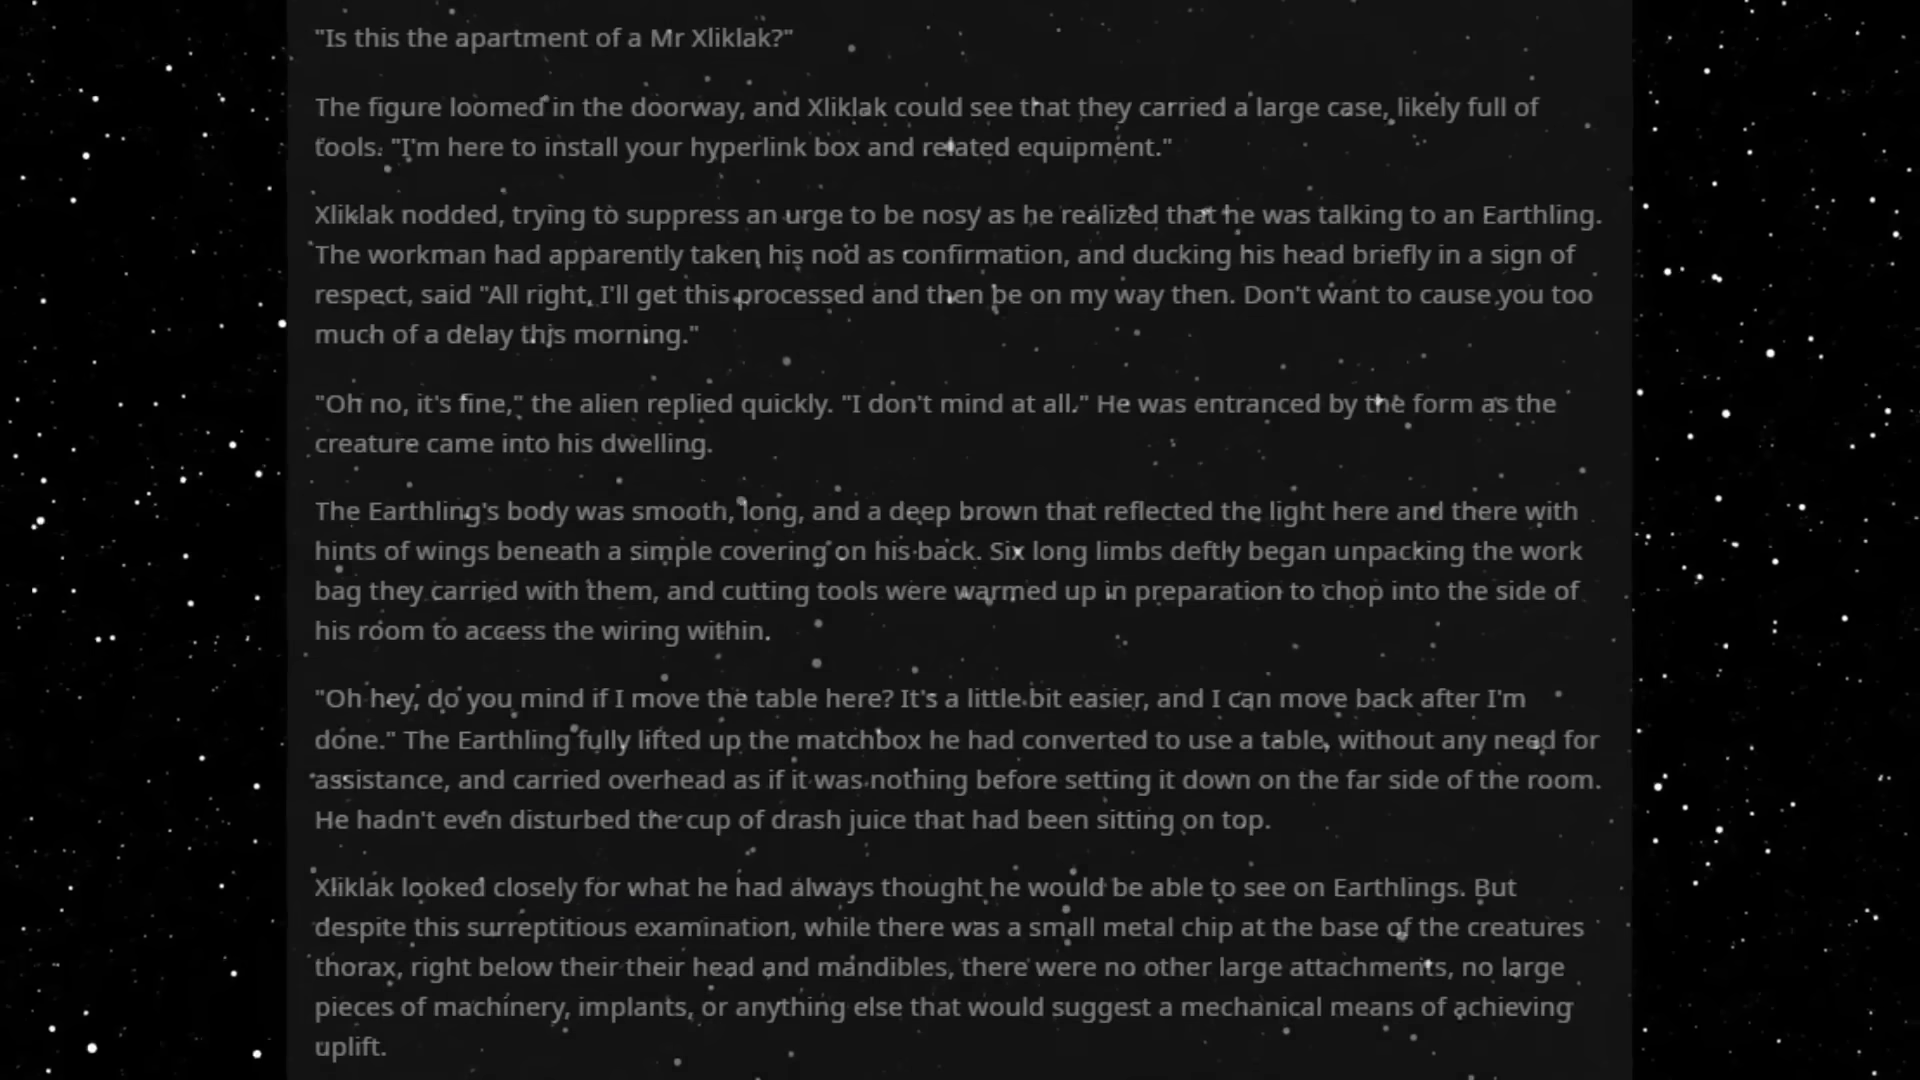 "Is this the apartment of a Mr Xliklak?"
The figure loomed in the doorway, and Xliklak could see that they carried a large case, likely full of
tools. "I'm here to install your hyperlink box and related equipment."
Xliklak nodded, trying to suppress an urge to be nosy as he realized that he was talking to an Earthling.
The workman had apparently taken his nod as confirmation, and ducking his head briefly in a sign of
respect, said "All right, I'll get this processed and then be on my way then. Don't want to cause you too
much of a delay this morning."
"Oh no, it's fine," the alien replied quickly. "I don't mind at all." He was entranced by the form as the
creature came into his dwelling.
The Earthling's body was smooth, long, and a deep brown that reflected the light here and there with
hints of wings beneath a simple covering on his back. Six long limbs deftly began unpacking the work
bag they carried with them, and cutting tools were warmed up in preparation to chop into the side of
his room to access the wiring within.
"Oh hey, do you mind if I move the table here? It's a little bit easier, and I can move back after I'm
done." The Earthling fully lifted up the matchbox he had converted to use a table, without any need for
assistance, and carried overhead as if it was nothing before setting it down on the far side of the room.
He hadn't even disturbed the cup of drash juice that had been sitting on top.
Xliklak looked closely for what he had always thought he would be able to see on Earthlings. But
despite this surreptitious examination, while there was a small metal chip at the base of the creatures
thorax, right below their their head and mandibles, there were no other large attachments, no large
pieces of machinery, implants, or anything else that would suggest a mechanical means of achieving
uplift.